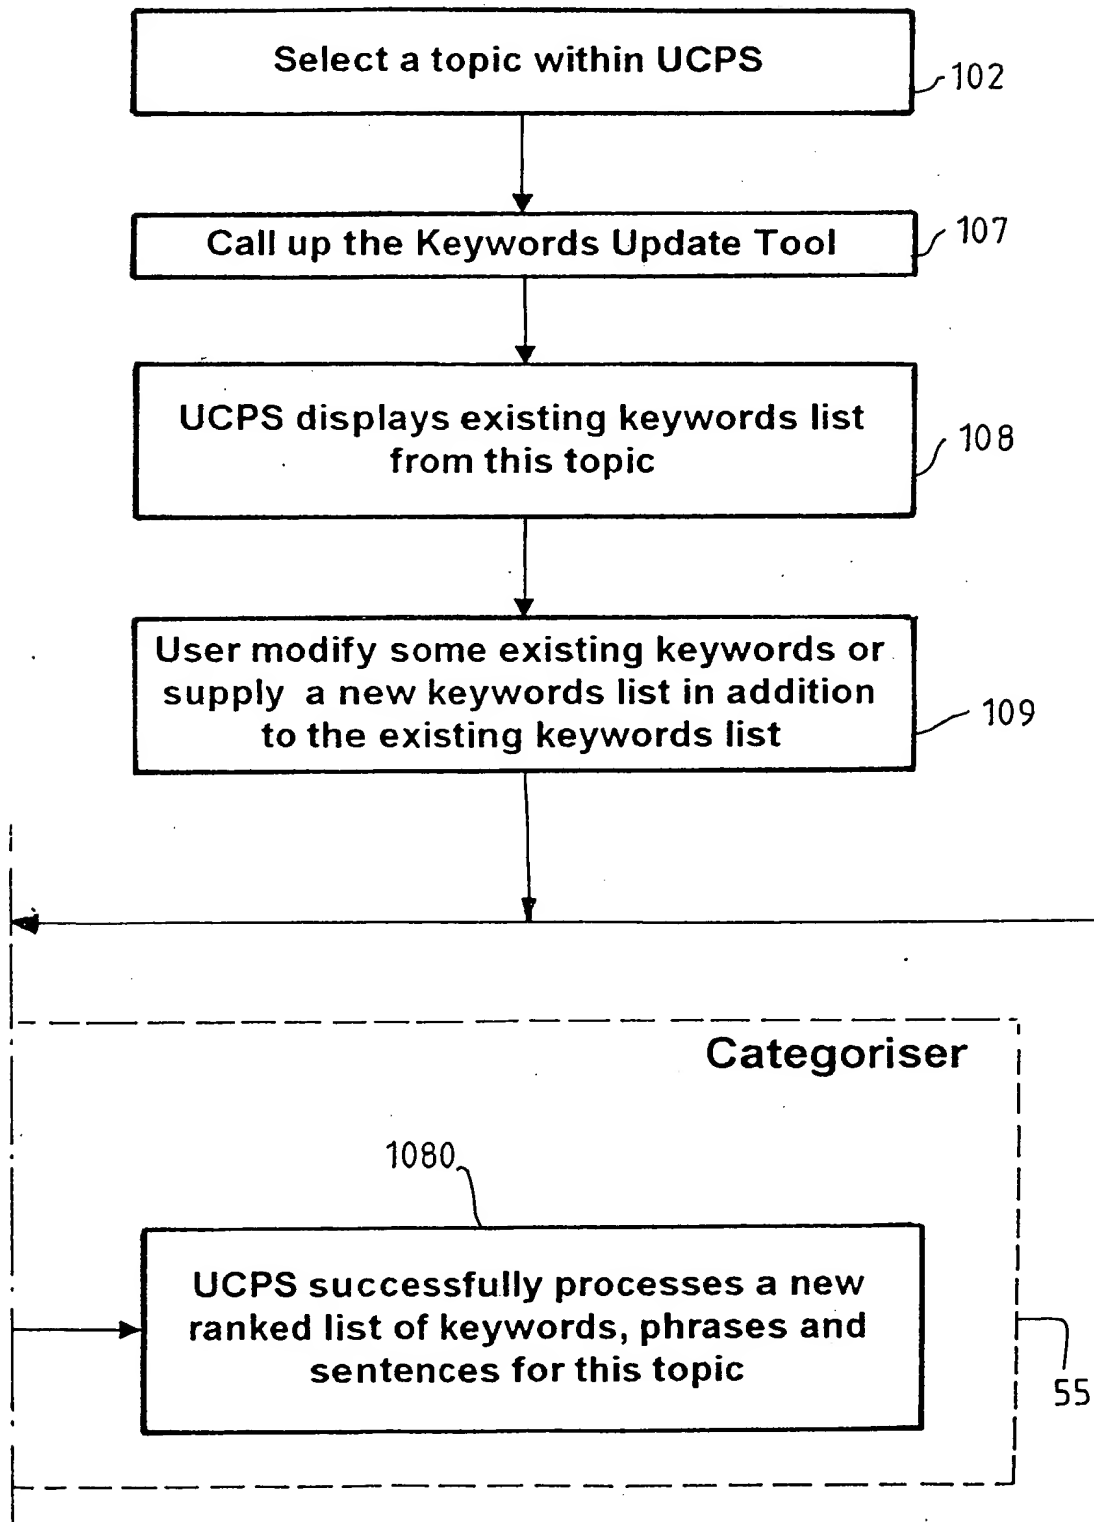 Select a topic within UCPS
102
Call up the Keywords Update Tool
107
UCPS displays existing keywords list
from this topic
108
User modify some existing keywords or
supply a new keywords list in addition
to the existing keywords list
109
Categoriser
1080
UCPS successfully processes a new
ranked list of keywords, phrases and
sentences for this topic
55